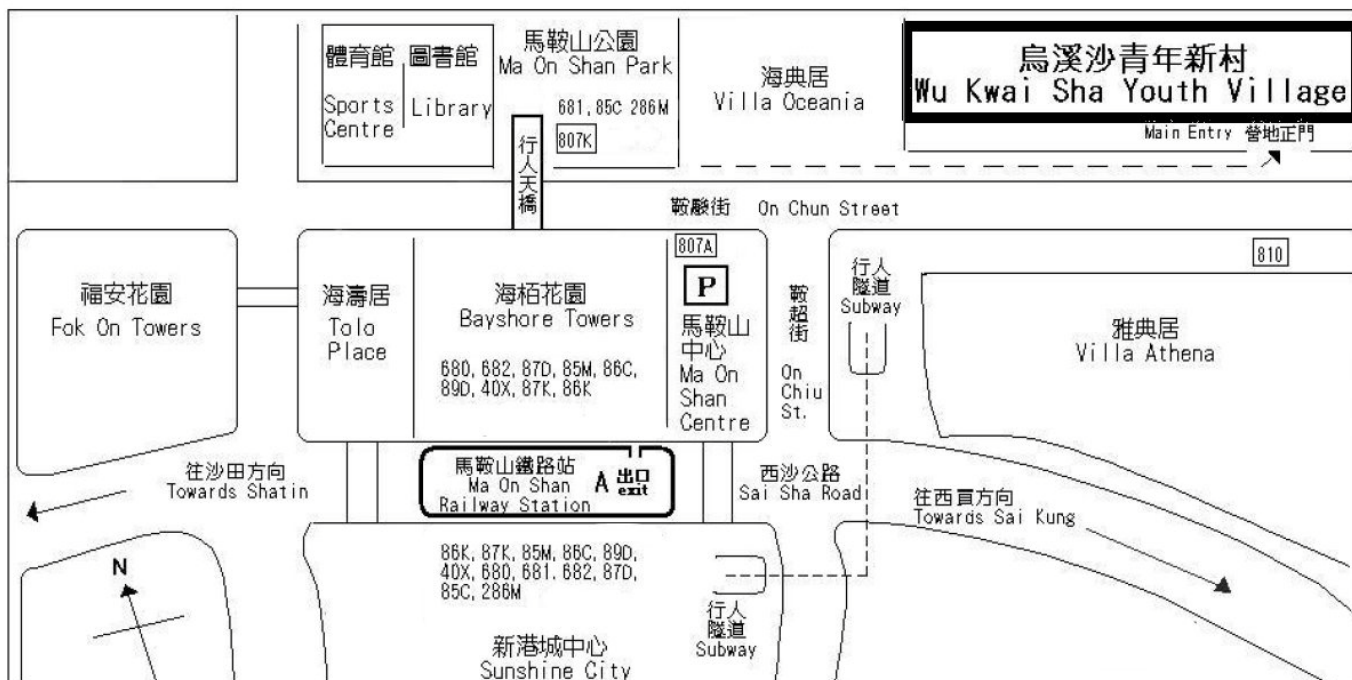 體育館
圖書館
Sports
Centre
Library
馬鞍山公園
Ma On Shan Park
681, 85C 286M
807K
海典居
Villa Oceania
烏溪沙青年新村
Wu Kwai Sha Youth Village
Main Entry 營地正門
行人天橋
鞍駿街 On Chun Street
福安花園
Fok On Towers
海濤居
Tolo
Place
海栢花園
Bayshore Towers
680, 682, 87D, 85M, 86C,
89D, 40X, 87K, 86K
807A
P
馬鞍山
中心
Ma On
Shan
Centre
鞍超街
On
Chiu
St.
行人
隧道
Subway
810
雅典居
Villa Athena
往沙田方向
Towards Shatin
馬鞍山鐵路站
Ma On Shan
Railway Station
A 出口
exit
西沙公路
Sai Sha Road
往西貢方向
Towards Sai Kung
N
86K, 87K, 85M, 86C, 89D,
40X, 680, 681. 682, 87D,
85C, 286M
行人
隧道
Subway
新港城中心
Sunshine City